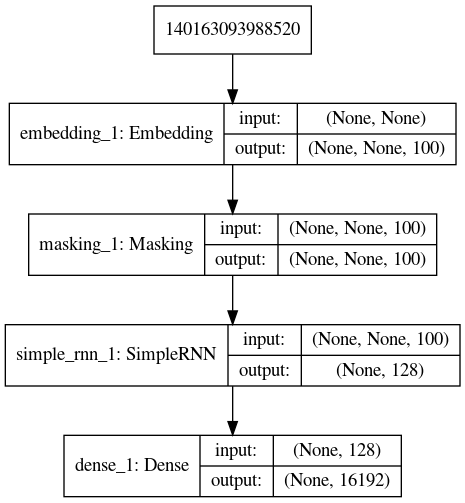 140163093988520
embedding_1: Embedding
input:
(None, None)
output:
(None, None, 100)
masking_1: Masking
input:
(None, None, 100)
output:
(None, None, 100)
simple_rnn_1: SimpleRNN
input:
(None, None, 100)
output:
(None, 128)
dense_1: Dense
input:
(None, 128)
output:
(None, 16192)